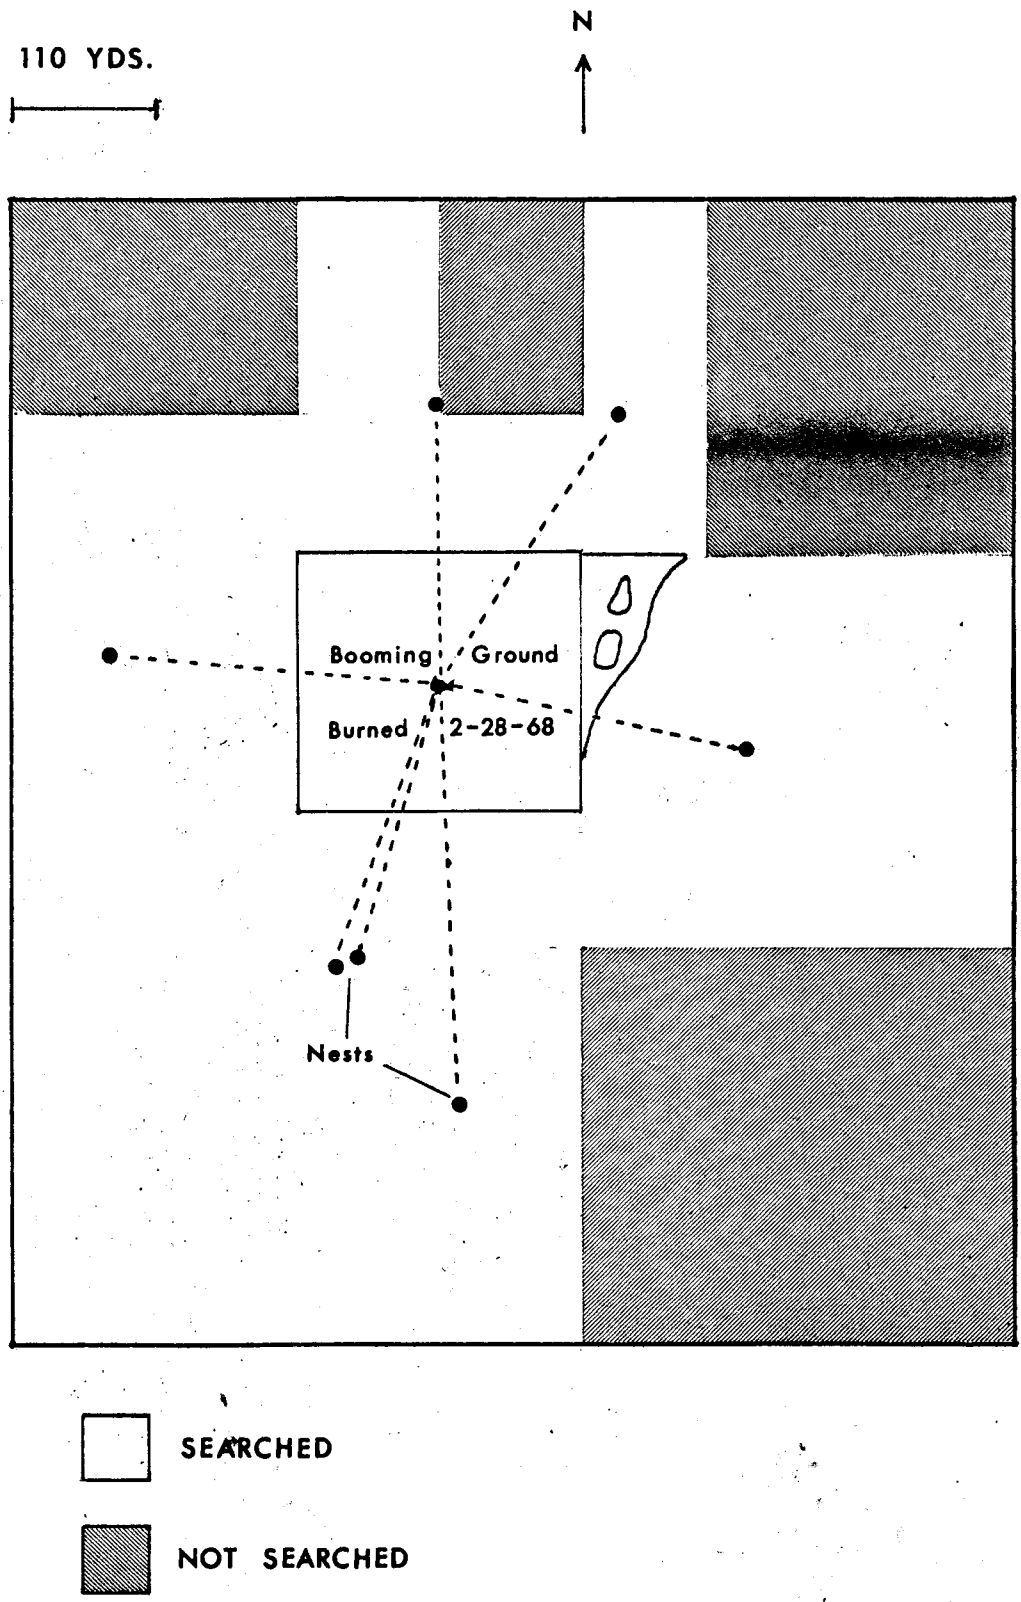 N
110 YDS.
Booming Ground
Burned 2-28-68
Nests
SEARCHED
NOT SEARCHED